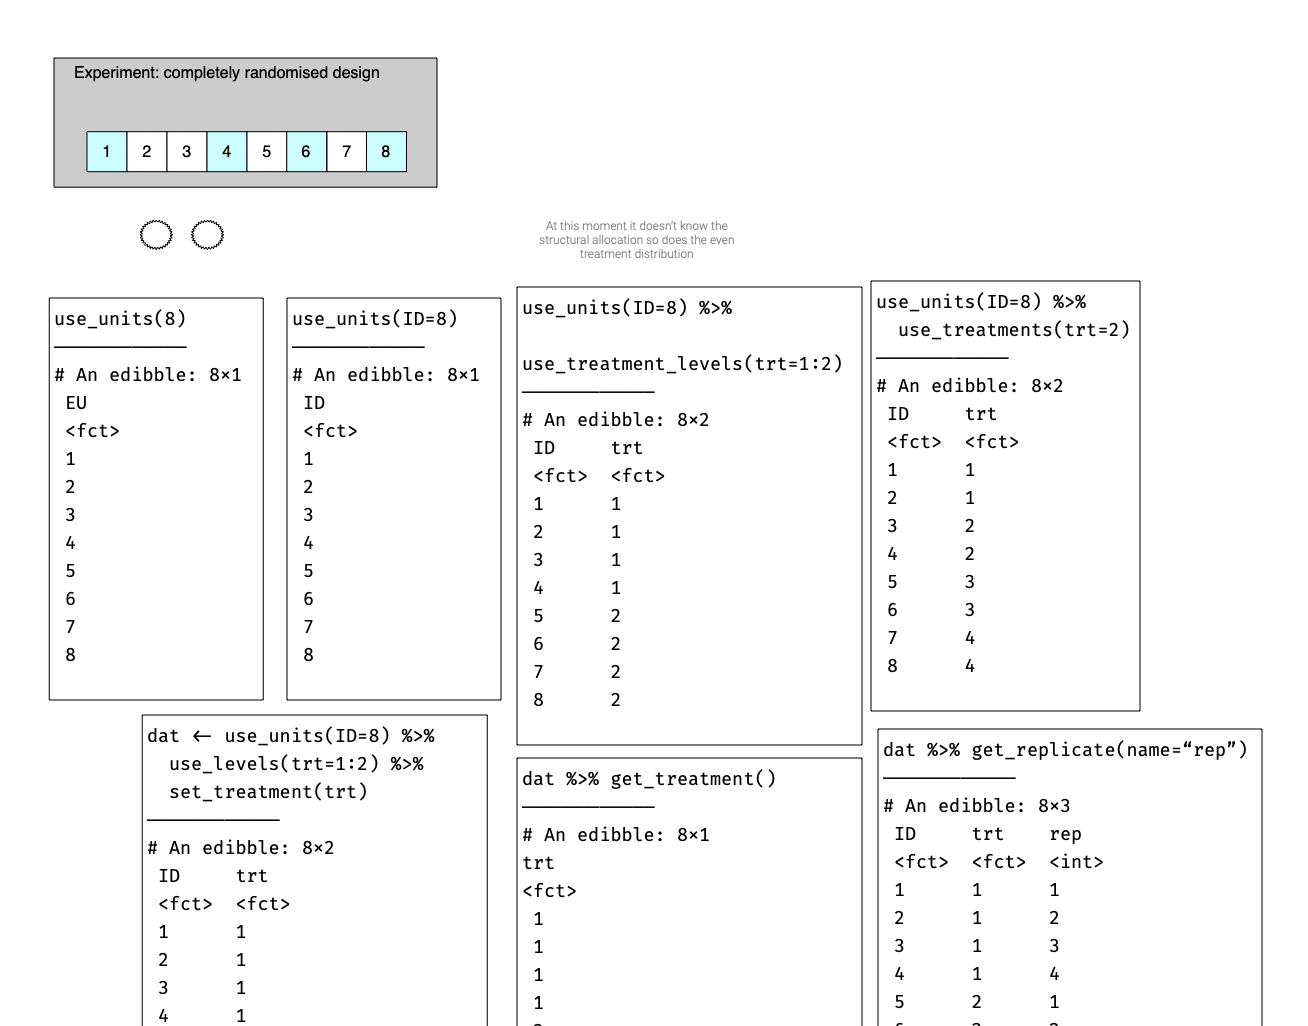 Experiment: completely randomised design
1 2 3 4 5 6 7 8
At this moment it doesn't know the
structural allocation so does the even
treatment distribution
use_units(8)
# An edibble: 8×1
EU
<fct>
1
2
3
4
5
6
7
8
use_units(ID=8)
# An edibble: 8×1
ID
<fct>
1
2
3
4
5
6
7
8
use_units(ID=8) %>%
use_treatment_levels(trt=1:2)
# An edibble: 8×2
ID trt
<fct> <fct>
1 1
2 1
3 1
4 1
5 2
6 2
7 2
8 2
use_units(ID=8) %>%
use_treatments(trt=2)
# An edibble: 8×2
ID trt
<fct> <fct>
1 1
2 1
3 2
4 2
5 3
6 3
7 4
8 4
dat ← use_units(ID=8) %>%
use_levels(trt=1:2) %>%
set_treatment(trt)
# An edibble: 8×2
ID trt
<fct> <fct>
1 1
2 1
3 1
4 1
dat %>% get_treatment()
# An edibble: 8×1
trt
<fct>
1
1
1
1
dat %>% get_replicate(name=“rep”)
# An edibble: 8×3
ID trt rep
<fct> <fct> <int>
1 1 1
2 1 2
3 1 3
4 1 4
5 2 1